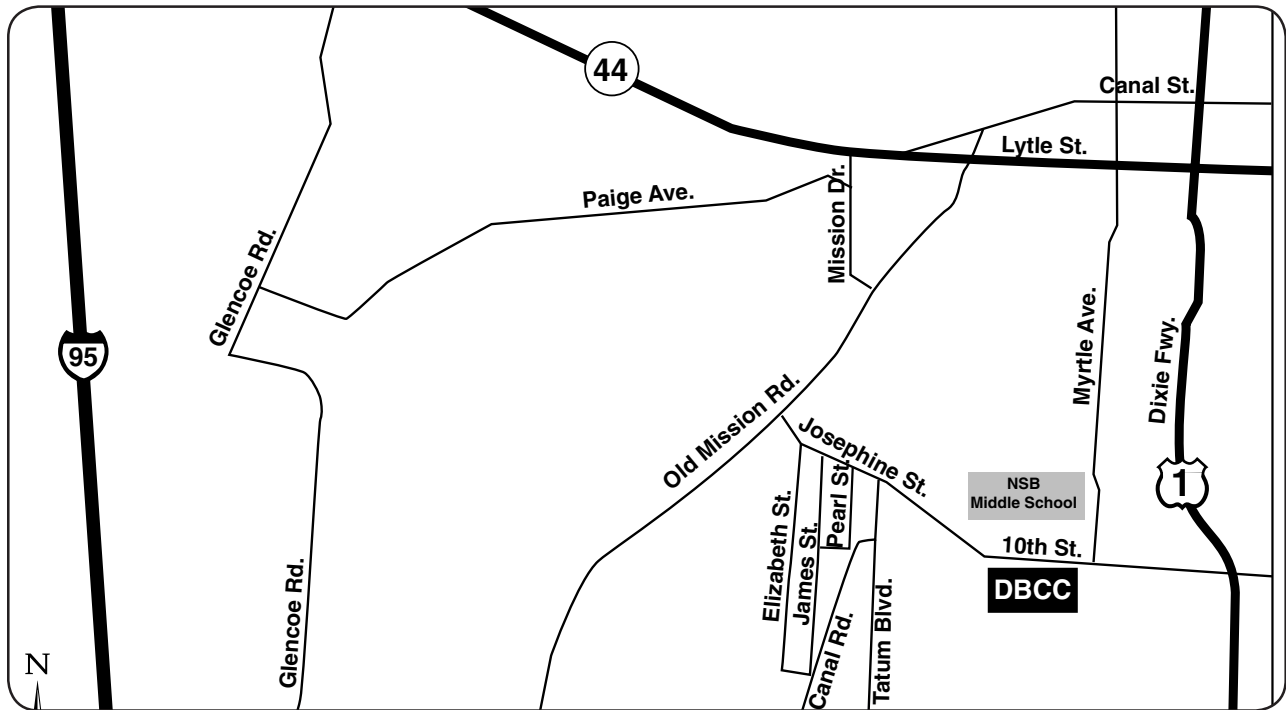 44
Canal St.
Lytle St.
Paige Ave.
Mission Dr.
Glencoe Rd.
95
Myrtle Ave.
Dixie Fwy.
Old Mission Rd.
Josephine St.
NSB
Middle School
1
Pearl St.
Elizabeth St.
James St.
10th St.
DBCC
Glencoe Rd.
Canal Rd.
Tatum Blvd.
N